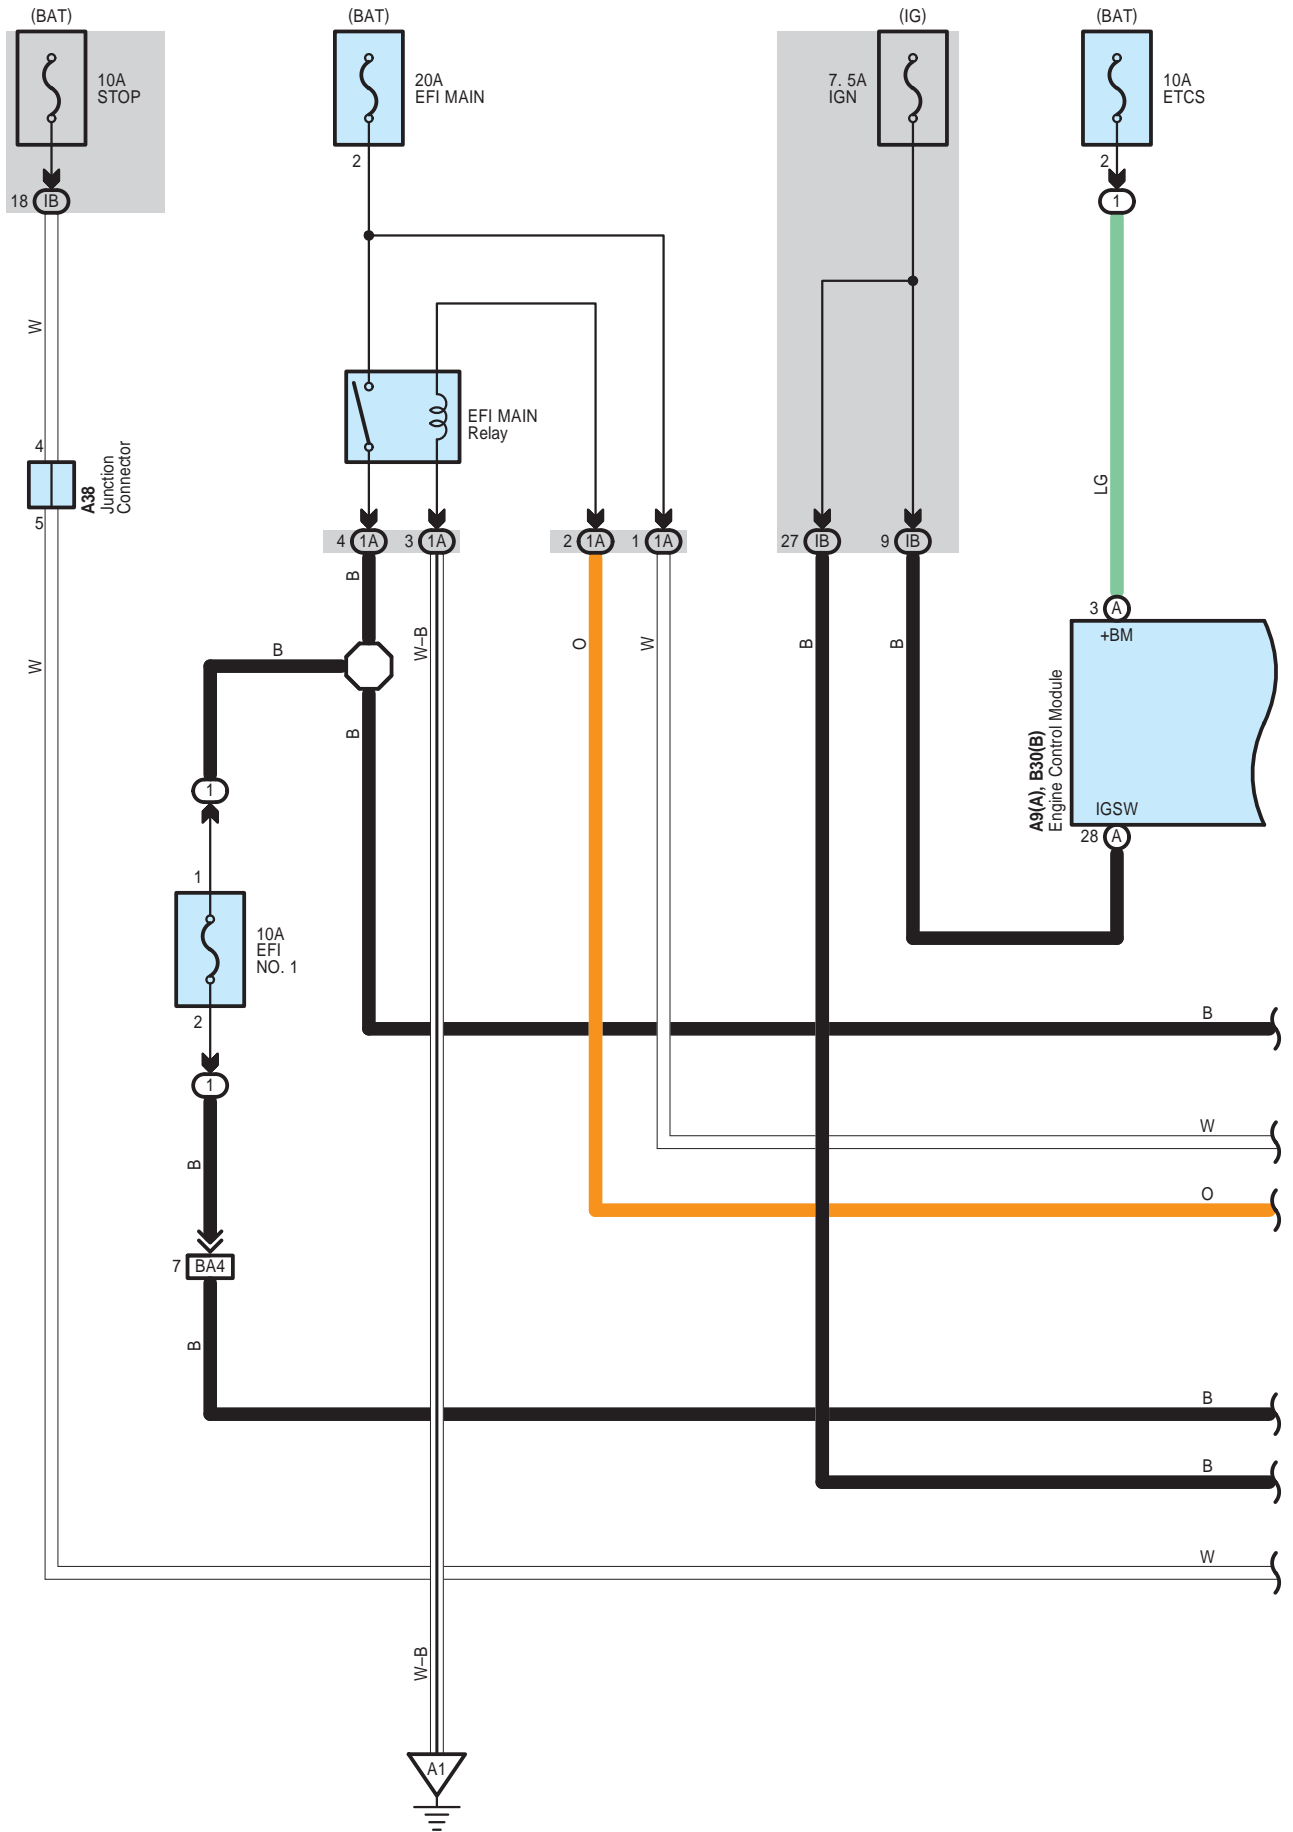 (BAT)
(BAT)
(IG)
(BAT)
10A
STOP
20A
EFI MAIN
7. 5A
IGN
10A
ETCS
2
2
18 IB
1
W
EFI MAIN
Relay
4
A38
Junction
Connector
5
LG
4 1A
3 1A
2 1A
1 1A
27 IB
9 IB
B
3 A
+BM
W
B
W–B
O
W
B
B
B
A9(A), B30(B)
Engine Control Module
1
IGSW
28 A
1
10A
EFI
NO. 1
2
B
1
W
B
O
7 BA4
B
B
B
W
W–B
A1